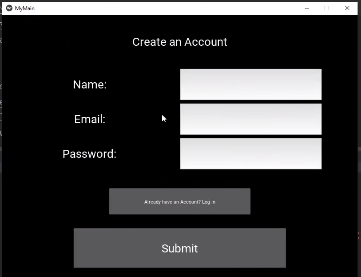 MyMain
Create an Account
Name:
Email:
Password:
Already have an Account? Log In
Submit